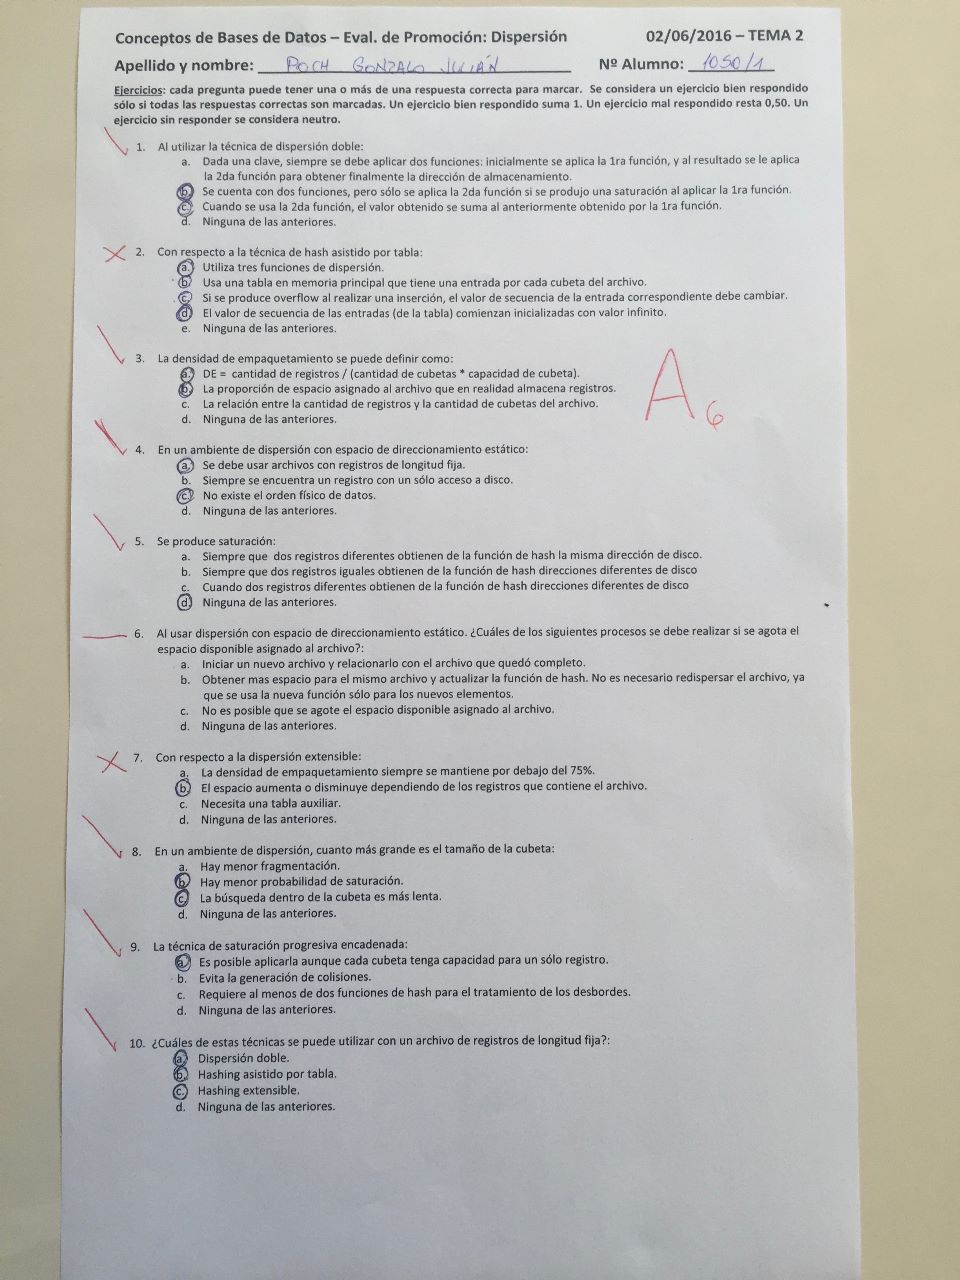 Conceptos de Bases de Datos – Eval. de Promoción: Dispersión 02/06/2016 – TEMA 2
Apellido y nombre: POCH GONZALO JULIÁN Nº Alumno: 1050/1
Ejercicios: cada pregunta puede tener una o más de una respuesta correcta para marcar. Se considera un ejercicio bien respondido
sólo si todas las respuestas correctas son marcadas. Un ejercicio bien respondido suma 1. Un ejercicio mal respondido resta 0,50. Un
ejercicio sin responder se considera neutro.
1. Al utilizar la técnica de dispersión doble:
a. Dada una clave, siempre se debe aplicar dos funciones: inicialmente se aplica la 1ra función, y al resultado se le aplica
la 2da función para obtener finalmente la dirección de almacenamiento.
b. Se cuenta con dos funciones, pero sólo se aplica la 2da función si se produjo una saturación al aplicar la 1ra función.
c. Cuando se usa la 2da función, el valor obtenido se suma al anteriormente obtenido por la 1ra función.
d. Ninguna de las anteriores.
2. Con respecto a la técnica de hash asistido por tabla:
a. Utiliza tres funciones de dispersión.
b. Usa una tabla en memoria principal que tiene una entrada por cada cubeta del archivo.
c. Si se produce overflow al realizar una inserción, el valor de secuencia de la entrada correspondiente debe cambiar.
d. El valor de secuencia de las entradas (de la tabla) comienzan inicializadas con valor infinito.
e. Ninguna de las anteriores.
3. La densidad de empaquetamiento se puede definir como:
a. DE = cantidad de registros / (cantidad de cubetas * capacidad de cubeta).
b. La proporción de espacio asignado al archivo que en realidad almacena registros.
c. La relación entre la cantidad de registros y la cantidad de cubetas del archivo.
d. Ninguna de las anteriores.
A 6
4. En un ambiente de dispersión con espacio de direccionamiento estático:
a. Se debe usar archivos con registros de longitud fija.
b. Siempre se encuentra un registro con un sólo acceso a disco.
c. No existe el orden físico de datos.
d. Ninguna de las anteriores.
5. Se produce saturación:
a. Siempre que dos registros diferentes obtienen de la función de hash la misma dirección de disco.
b. Siempre que dos registros iguales obtienen de la función de hash direcciones diferentes de disco
c. Cuando dos registros diferentes obtienen de la función de hash direcciones diferentes de disco
d. Ninguna de las anteriores.
6. Al usar dispersión con espacio de direccionamiento estático. ¿Cuáles de los siguientes procesos se debe realizar si se agota el
espacio disponible asignado al archivo?:
a. Iniciar un nuevo archivo y relacionarlo con el archivo que quedó completo.
b. Obtener mas espacio para el mismo archivo y actualizar la función de hash. No es necesario redispersar el archivo, ya
que se usa la nueva función sólo para los nuevos elementos.
c. No es posible que se agote el espacio disponible asignado al archivo.
d. Ninguna de las anteriores.
7. Con respecto a la dispersión extensible:
a. La densidad de empaquetamiento siempre se mantiene por debajo del 75%.
b. El espacio aumenta o disminuye dependiendo de los registros que contiene el archivo.
c. Necesita una tabla auxiliar.
d. Ninguna de las anteriores.
8. En un ambiente de dispersión, cuanto más grande es el tamaño de la cubeta:
a. Hay menor fragmentación.
b. Hay menor probabilidad de saturación.
c. La búsqueda dentro de la cubeta es más lenta.
d. Ninguna de las anteriores.
9. La técnica de saturación progresiva encadenada:
a. Es posible aplicarla aunque cada cubeta tenga capacidad para un sólo registro.
b. Evita la generación de colisiones.
c. Requiere al menos de dos funciones de hash para el tratamiento de los desbordes.
d. Ninguna de las anteriores.
10. ¿Cuáles de estas técnicas se puede utilizar con un archivo de registros de longitud fija?:
a. Dispersión doble.
b. Hashing asistido por tabla.
c. Hashing extensible.
d. Ninguna de las anteriores.